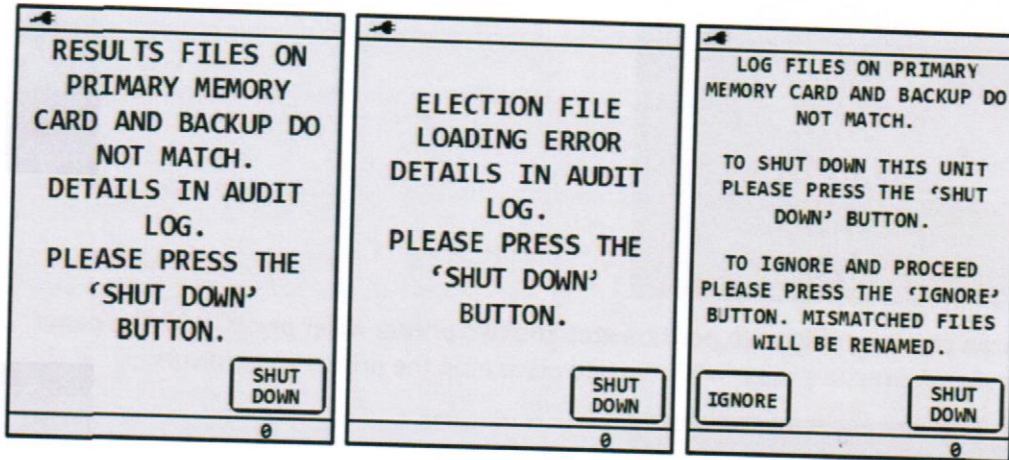 RESULTS FILES ON
PRIMARY MEMORY
CARD AND BACKUP DO
NOT MATCH.
DETAILS IN AUDIT
LOG.
PLEASE PRESS THE
‘SHUT DOWN’
BUTTON.
SHUT
DOWN
0
ELECTION FILE
LOADING ERROR
DETAILS IN AUDIT
LOG.
PLEASE PRESS THE
‘SHUT DOWN’
BUTTON.
SHUT
DOWN
0
LOG FILES ON PRIMARY
MEMORY CARD AND BACKUP DO
NOT MATCH.
TO SHUT DOWN THIS UNIT
PLEASE PRESS THE ‘SHUT
DOWN’ BUTTON.
TO IGNORE AND PROCEED
PLEASE PRESS THE ‘IGNORE’
BUTTON. MISMATCHED FILES
WILL BE RENAMED.
IGNORE
SHUT
DOWN
0